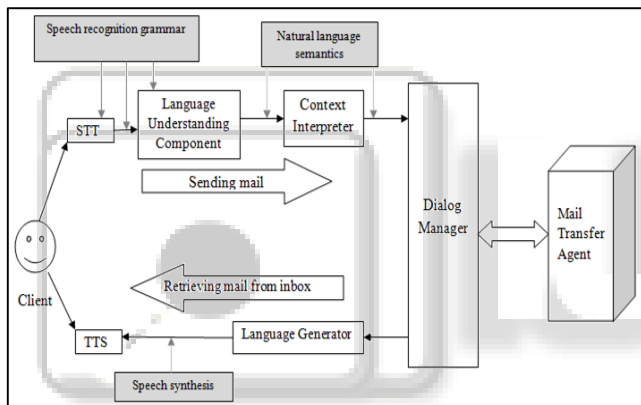 Speech recognition grammar
Natural language
semantics
STT
Language
Understanding
Component
Context
Interpreter
Sending mail
Dialog
Manager
Mail
Transfer
Agent
Client
Retrieving mail from inbox
TTS
Language Generator
Speech synthesis